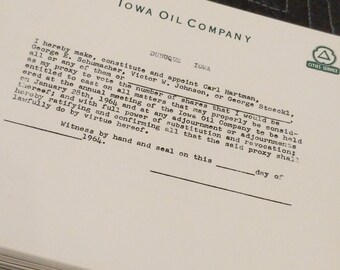 IOWA OIL COMPANY
CITIES SERVICE
DUBUQUE IOWA
I hereby make, constitute and appoint Carl Hartman,
George E. Schumacher, Victor W. Johnson, or George Stoeckl,
all or any of them or
as my proxy to vote the number of shares that I would be
entitled to cast on all matters that may properly be consid-
ered at the annual meeting of the Iowa Oil Company to be held
on January 28th, 1964 and at any adjournment or adjournments
thereof; and with full power of substitution and revocation;
hereby ratifying and confirming all that the said proxy shall
lawfully do by virtue hereof.
Witness by hand and seal on this day of
1964.